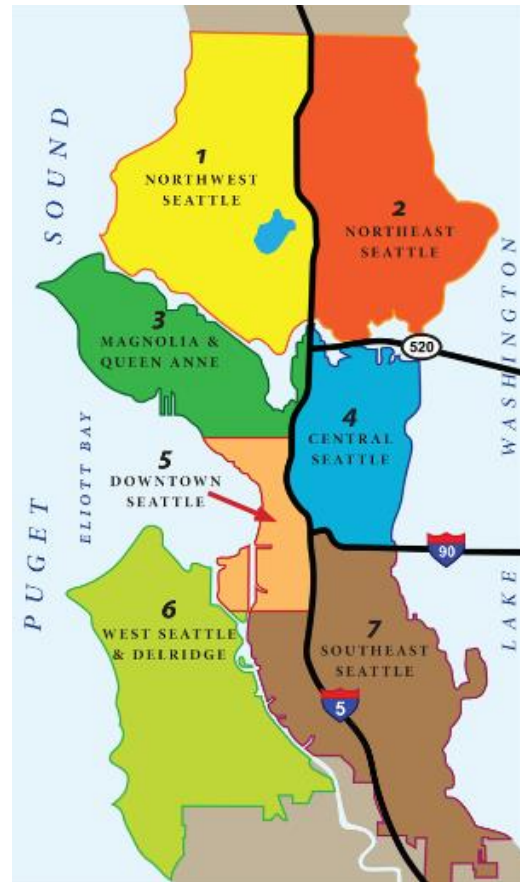 1
NORTHWEST
SEATTLE
2
NORTHEAST
SEATTLE
SOUND
3
MAGNOLIA &
QUEEN ANNE
520
WASHINGTON
4
CENTRAL
SEATTLE
5
DOWNTOWN
SEATTLE
ELIOTT BAY
PUGET
90
LAKE
6
WEST SEATTLE
& DELRIDGE
7
SOUTHEAST
SEATTLE
5